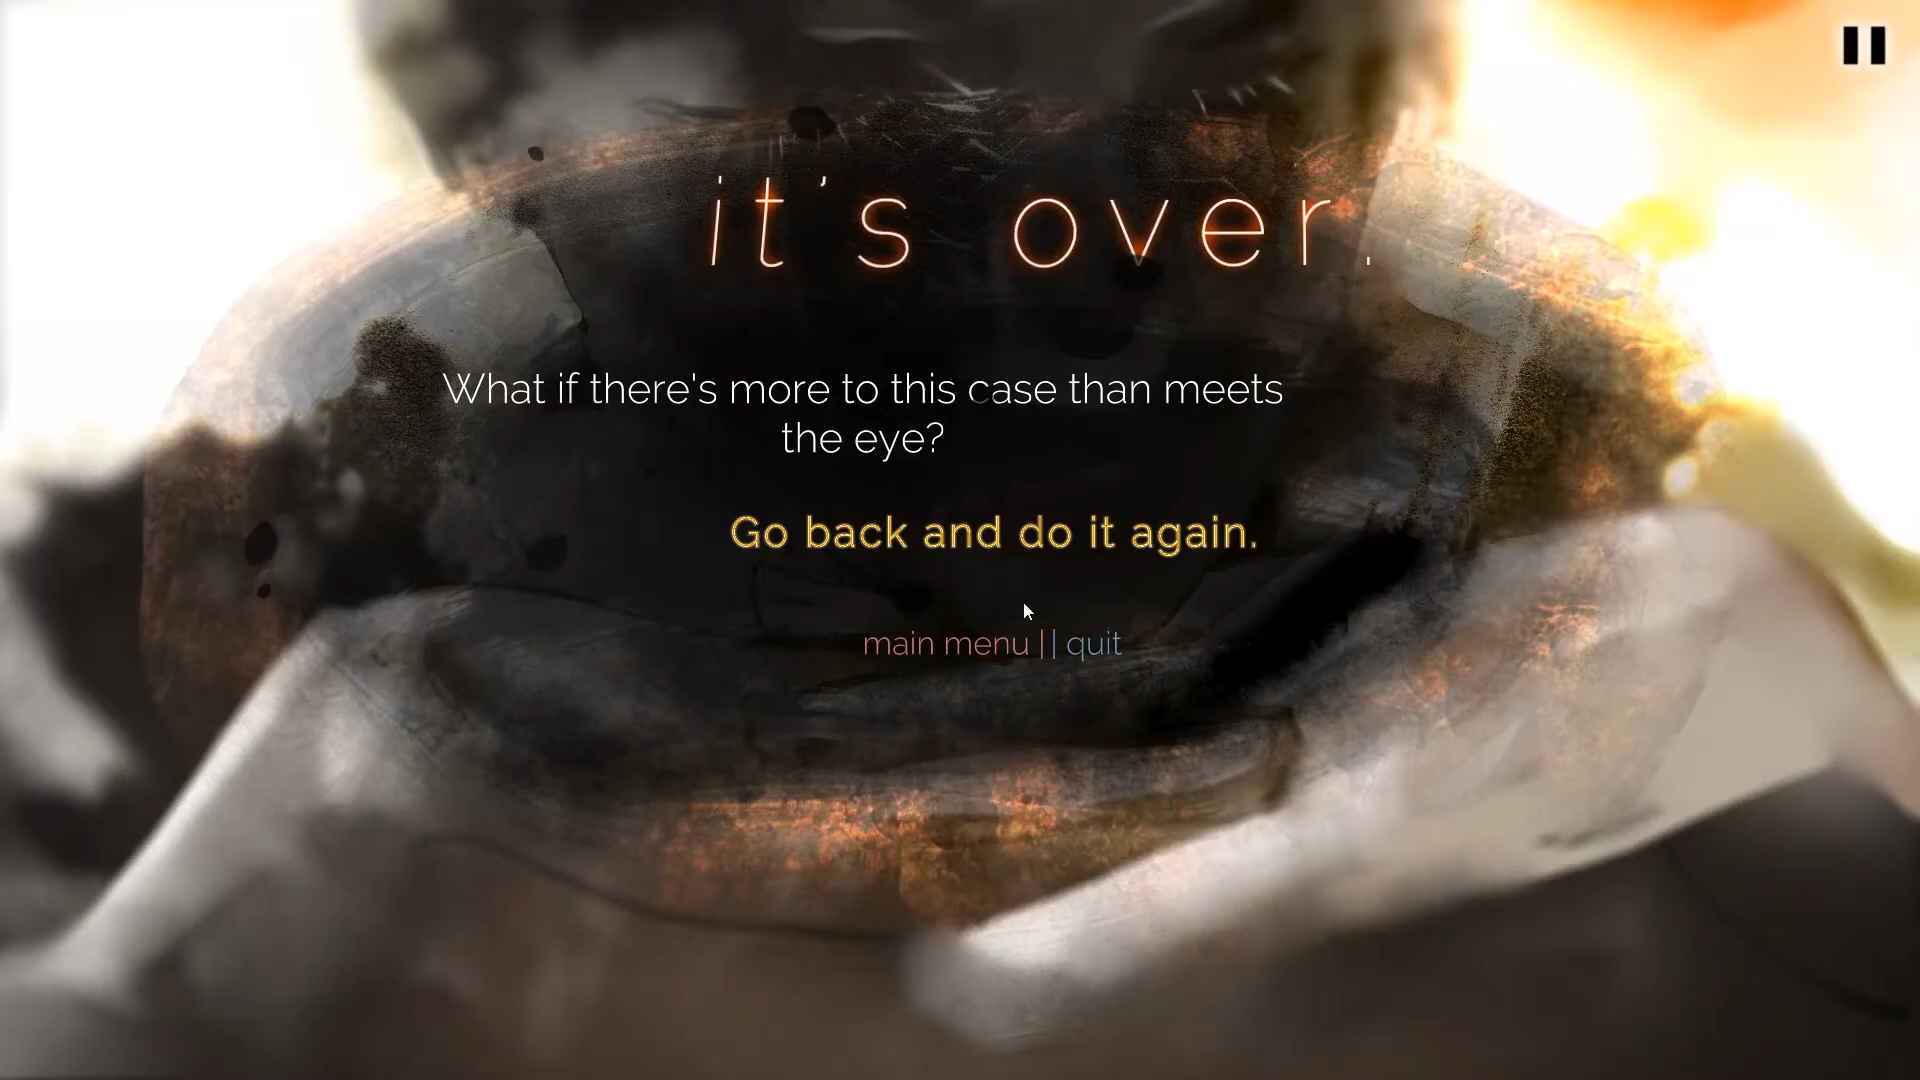 it's over.
What if there's more to this case than meets
the eye?
Go back and do it again.
main menu || quit